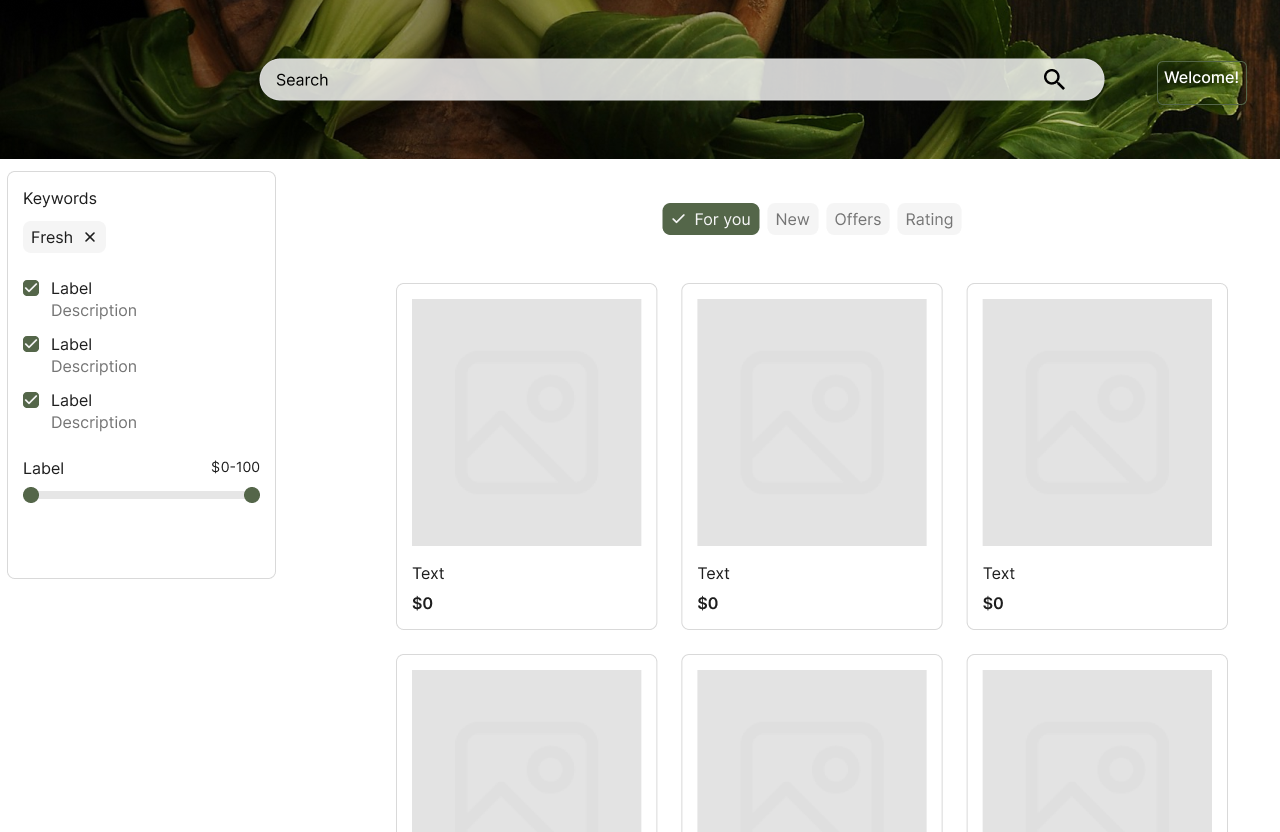 Search
Welcome!
Keywords
Fresh
Label
Description
Label
Description
Label
Description
Label $0-100
For you New Offers Rating
Text Text Text
$0 $0 $0